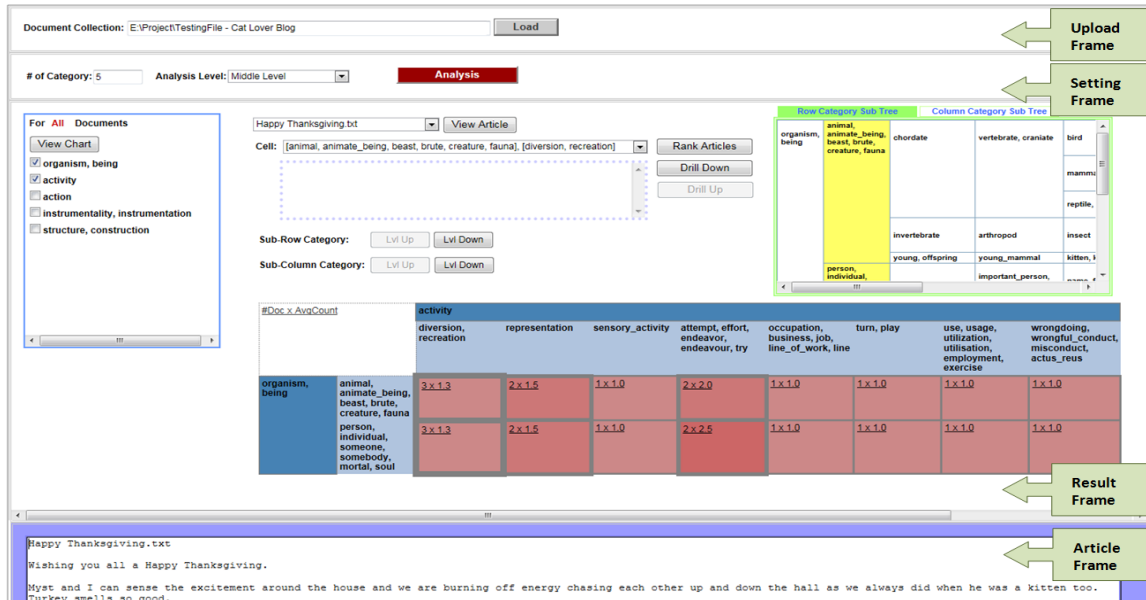 Document Collection: E:\Project\TestingFile - Cat Lover Blog Load
Upload
Frame
# of Category: 5 Analysis Level: Middle Level Analysis
Setting
Frame
For All Documents
View Chart
organism, being
activity
action
instrumentality, instrumentation
structure, construction
Happy Thanksgiving.txt View Article
Cell: [animal, animate_being, beast, brute, creature, fauna], [diversion, recreation] Rank Articles
Drill Down
Drill Up
Sub-Row Category: Lvl Up Lvl Down
Sub-Column Category: Lvl Up Lvl Down
Row Category Sub Tree Column Category Sub Tree
organism,
being
animal,
animate_being,
beast, brute,
creature, fauna
chordate
vertebrate, craniate
bird
reptile,
invertebrate
arthropod
insect
young, offspring
young_mammal
kitten,
person,
individual,
important_person,
#Doc x AvgCount
activity
diversion,
recreation
representation
sensory_activity
attempt, effort,
endeavor,
endeavour, try
occupation,
business, job,
line_of_work, line
turn, play
use, usage,
utilization,
utilisation,
employment,
exercise
wrongdoing,
wrongful_conduct,
misconduct,
actus_reus
organism,
being
animal,
animate_being,
beast, brute,
creature, fauna
3 x 1.3 2 x 1.5 1 x 1.0 2 x 2.0 1 x 1.0 1 x 1.0 1 x 1.0 1 x 1.0
person,
individual,
someone,
somebody,
mortal, soul
3 x 1.3 2 x 1.5 1 x 1.0 2 x 2.5 1 x 1.0 1 x 1.0 1 x 1.0 1 x 1.0
Result
Frame
Happy Thanksgiving.txt
Wishing you all a Happy Thanksgiving.
Myst and I can sense the excitement around the house and we are burning off energy chasing each other up and down the hall as we always did when he was a kitten too.
Turkey smells so good.
Article
Frame